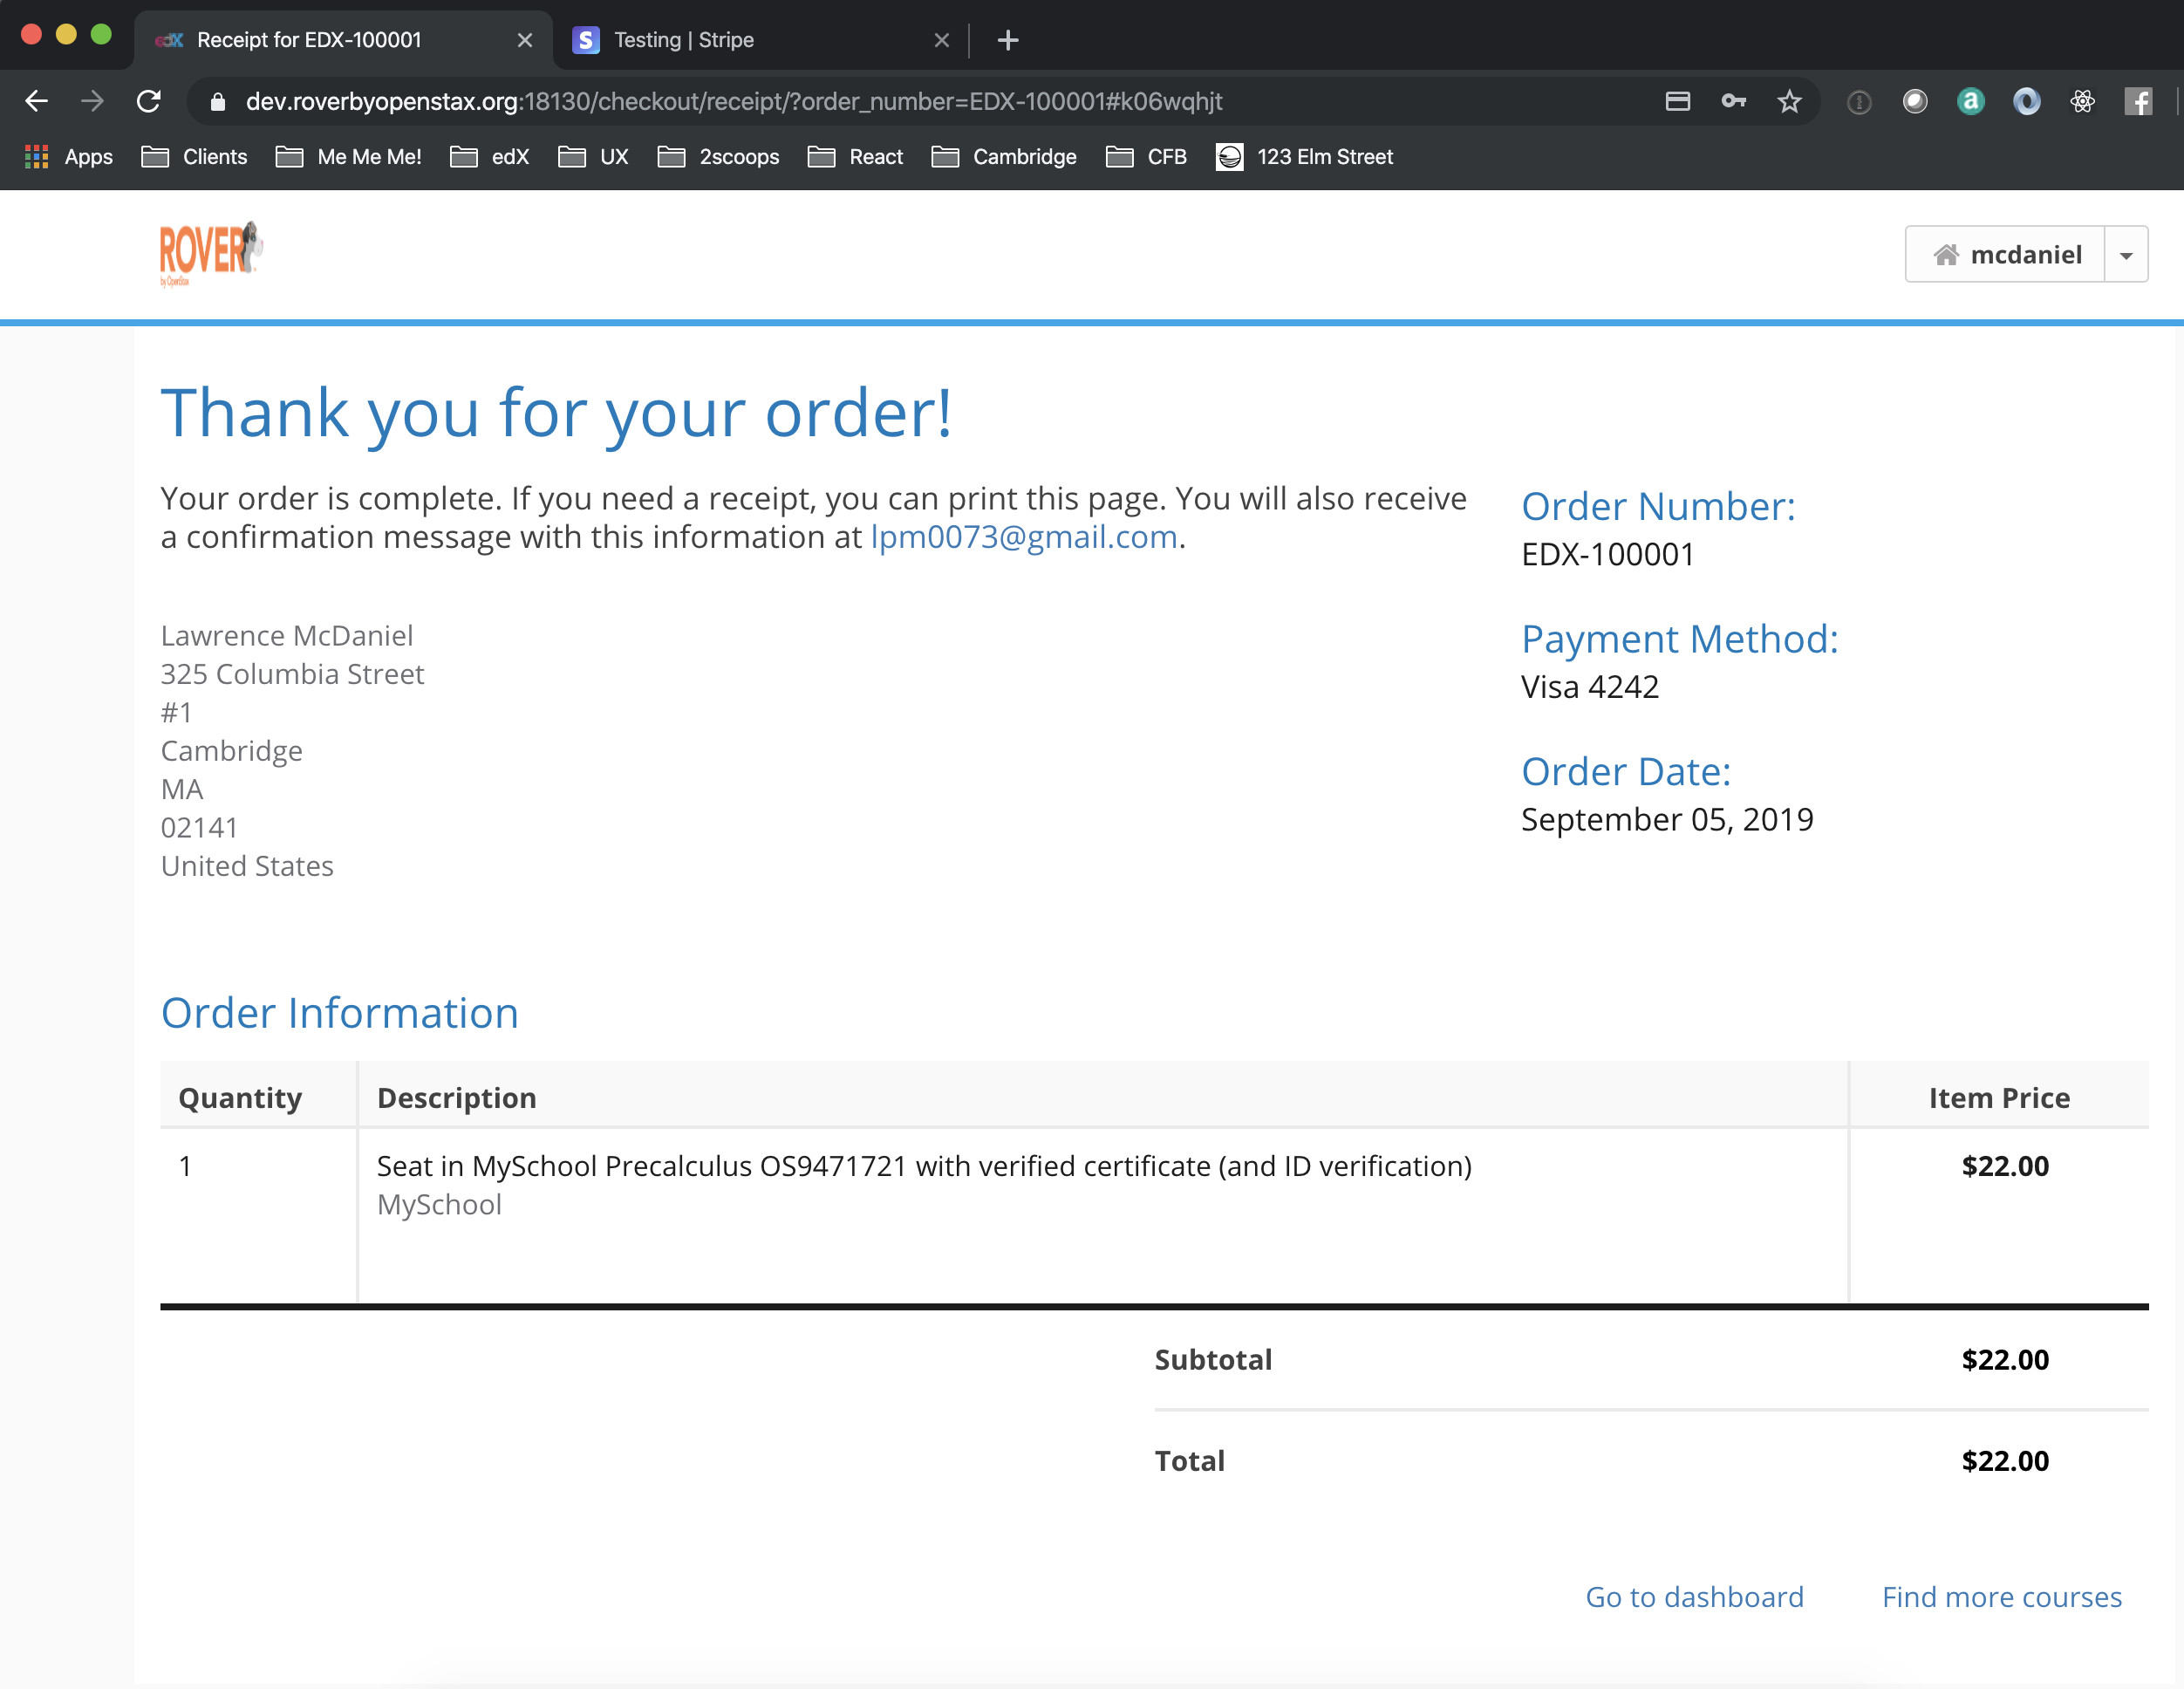 Receipt for EDX-100001
Testing | Stripe
dev.roverbyopenstax.org:18130/checkout/receipt/?order_number=EDX-100001#k06wqhjt
Apps Clients Me Me Me! edX UX 2scoops React Cambridge CFB 123 Elm Street
ROVER
by OpenStax
mcdaniel
Thank you for your order!
Your order is complete. If you need a receipt, you can print this page. You will also receive
a confirmation message with this information at lpm0073@gmail.com.
Order Number:
EDX-100001
Payment Method:
Visa 4242
Order Date:
September 05, 2019
Lawrence McDaniel
325 Columbia Street
#1
Cambridge
MA
02141
United States
Order Information
Quantity Description Item Price
1 Seat in MySchool Precalculus OS9471721 with verified certificate (and ID verification) $22.00
MySchool
Subtotal $22.00
Total $22.00
Go to dashboard Find more courses